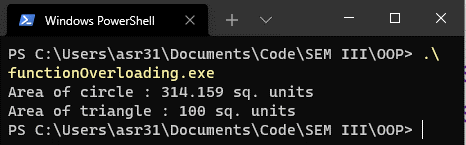 Windows PowerShell
PS C:\Users\asr31\Documents\Code\SEM III\OOP> .\
functionOverloading.exe
Area of circle : 314.159 sq. units
Area of triangle : 100 sq. units
PS C:\Users\asr31\Documents\Code\SEM III\OOP>